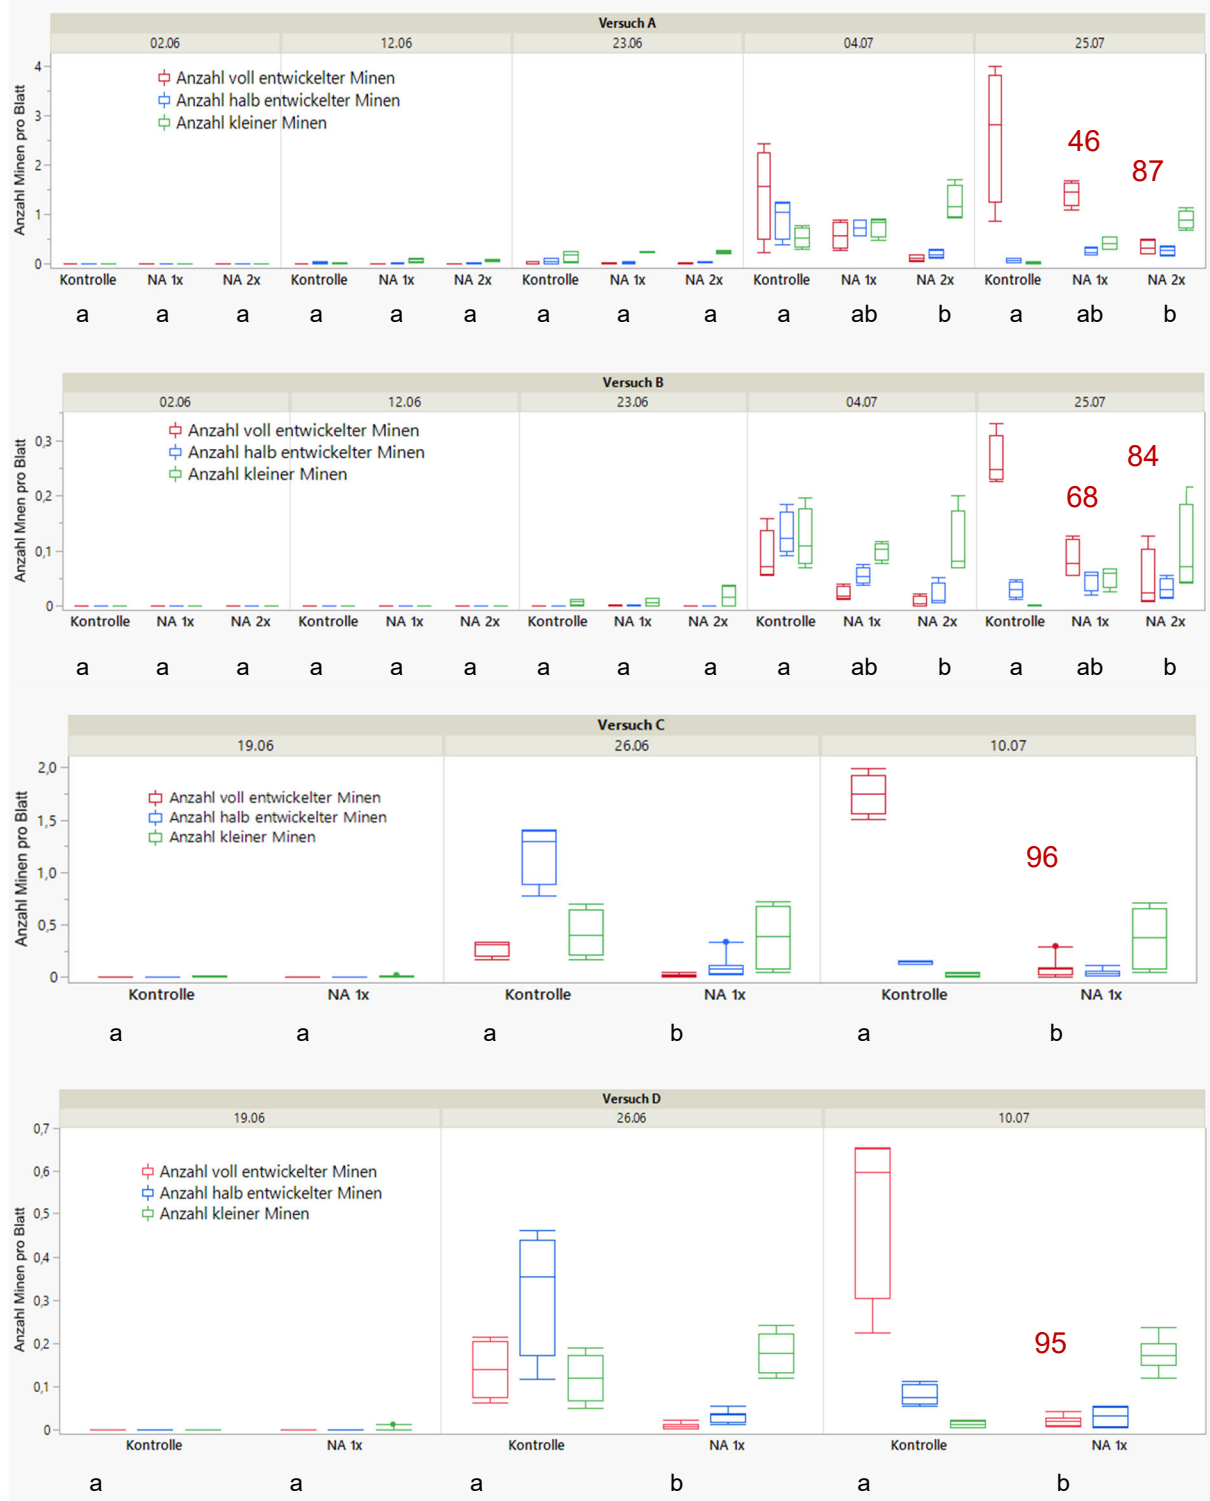 Versuch A
02.06 12.06 23.06 04.07 25.07
Anzahl Minen pro Blatt
4
3
2
1
0
Anzahl voll entwickelter Minen
Anzahl halb entwickelter Minen
Anzahl kleiner Minen
46
87
Kontrolle NA 1x NA 2x Kontrolle NA 1x NA 2x Kontrolle NA 1x NA 2x Kontrolle NA 1x NA 2x Kontrolle NA 1x NA 2x
a a a a a a a a a a ab b a ab b
Versuch B
02.06 12.06 23.06 04.07 25.07
Anzahl Mnen pro Blatt
0,3
0,2
0,1
0
Anzahl voll entwickelter Minen
Anzahl halb entwickelter Minen
Anzahl kleiner Minen
84
68
Kontrolle NA 1x NA 2x Kontrolle NA 1x NA 2x Kontrolle NA 1x NA 2x Kontrolle NA 1x NA 2x Kontrolle NA 1x NA 2x
a a a a a a a a a a ab b a ab b
Versuch C
19.06 26.06 10.07
Anzahl Minen pro Blatt
2,0
1,5
1,0
0,5
0
Anzahl voll entwickelter Minen
Anzahl halb entwickelter Minen
Anzahl kleiner Minen
96
Kontrolle NA 1x Kontrolle NA 1x Kontrolle NA 1x
a a a b a b
Versuch D
19.06 26.06 10.07
Anzahl Minen pro Blatt
0,7
0,6
0,5
0,4
0,3
0,2
0,1
0
Anzahl voll entwickelter Minen
Anzahl halb entwickelter Minen
Anzahl kleiner Minen
95
Kontrolle NA 1x Kontrolle NA 1x Kontrolle NA 1x
a a a b a b